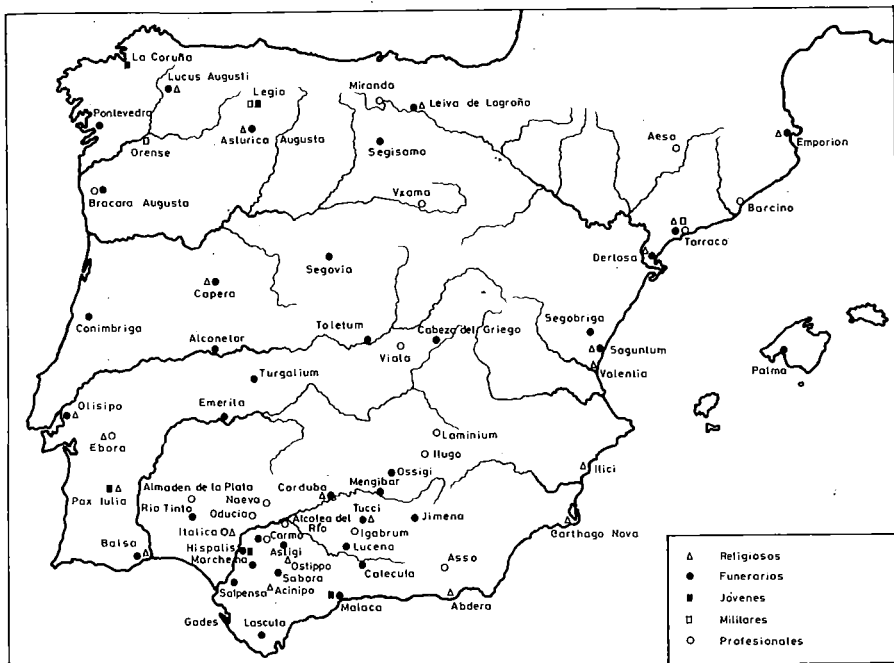 La Coruña
Lucus Augusti
Legio
Miranda
Leiva de Logroño
Pontevedra
Asturica Augusta
Aesa
Emporion
Orense
Segisamo
Bracara Augusta
Vxama
Barcino
Tarraco
Segovia
Dertosa
Capera
Conimbriga
Toletum
Cabeza del Griego
Segobriga
Alconetar
Viata
Saguntum
Turgalium
Valentia
Palma
Olisipo
Emerita
Ebora
Laminium
Ilugo
Ossigi
Ilici
Almaden de la Plata
Corduba
Mengibar
Pax Iulia
Naeva
Rio Tinto
Oducia
Alcolea del Río
Tucci
Jimena
Carthago Nova
Italica
Carmo
Igabrum
Balsa
Hispalis
Astigi
Lucena
Marchena
Ostippo
Asso
Sabora
Calecula
Salpensa
Acinipo
Malaca
Abdera
Gades
Lascuta
Religiosos
Funerarios
Jóvenes
Militares
Profesionales